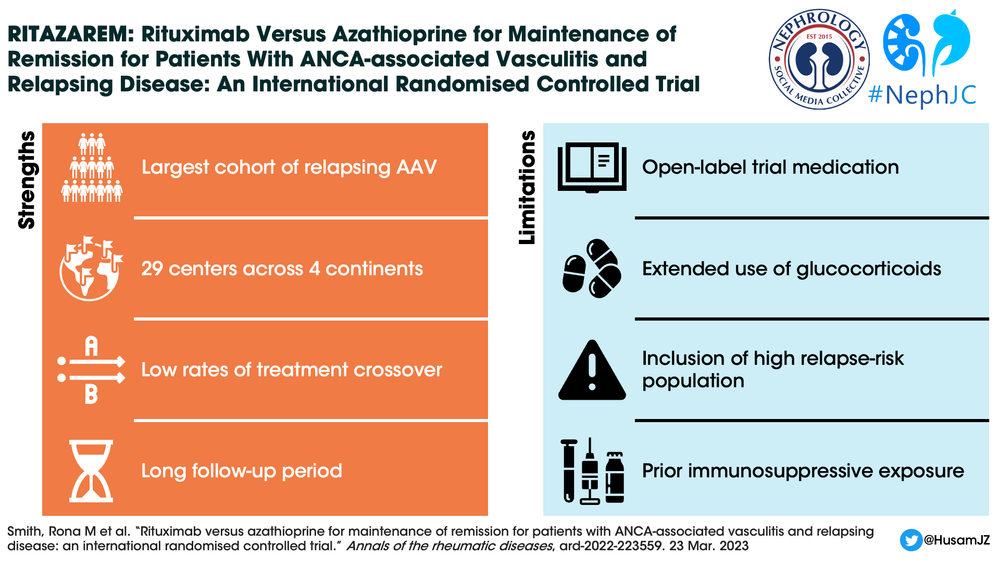 RITAZAREM: Rituximab Versus Azathioprine for Maintenance of
Remission for Patients With ANCA-associated Vasculitis and
Relapsing Disease: An International Randomised Controlled Trial
NEPHROLOGY
EST 2015
SOCIAL MEDIA COLLECTIVE
#NephJC
Strengths
Largest cohort of relapsing AAV
29 centers across 4 continents
A
B
Low rates of treatment crossover
Long follow-up period
Limitations
Open-label trial medication
Extended use of glucocorticoids
Inclusion of high relapse-risk
population
Prior immunosuppressive exposure
Smith, Rona M et al. “Rituximab versus azathioprine for maintenance of remission for patients with ANCA-associated vasculitis and relapsing
disease: an international randomised controlled trial.” Annals of the rheumatic diseases, ard-2022-223559. 23 Mar. 2023
@HusamJZ